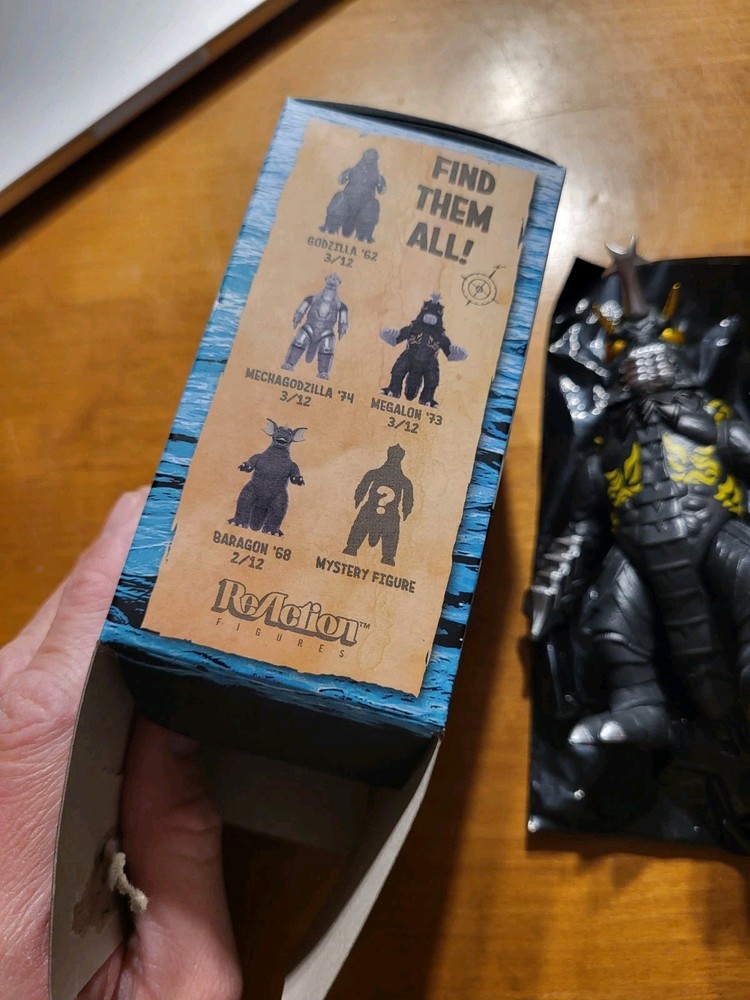 FIND
THEM
ALL!
GODZILLA '62
3/12
MECHAGODZILLA '74
3/12
MEGALON '73
3/12
BARAGON '68
2/12
?
MYSTERY FIGURE
ReAction™
FIGURES